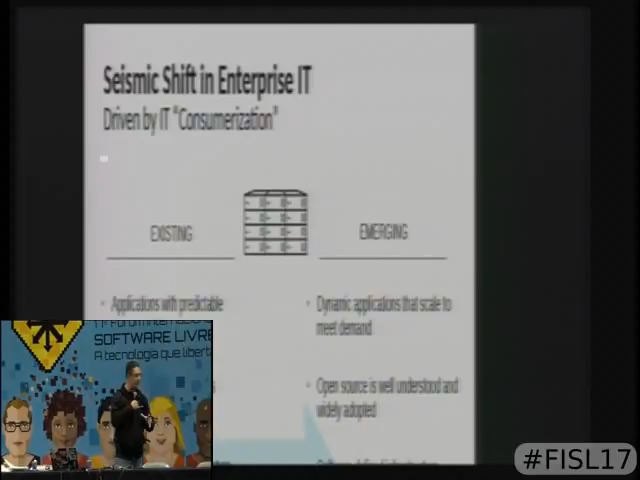 Seismic Shift in Enterprise IT
Driven by IT "Consumerization"
EXISTING
EMERGING
Applications with predictable
Dynamic applications that scale to
meet demand
Open source is well understood and
widely adopted
SOFTWARE LIVRE
A tecnologia que libert
#FISL17